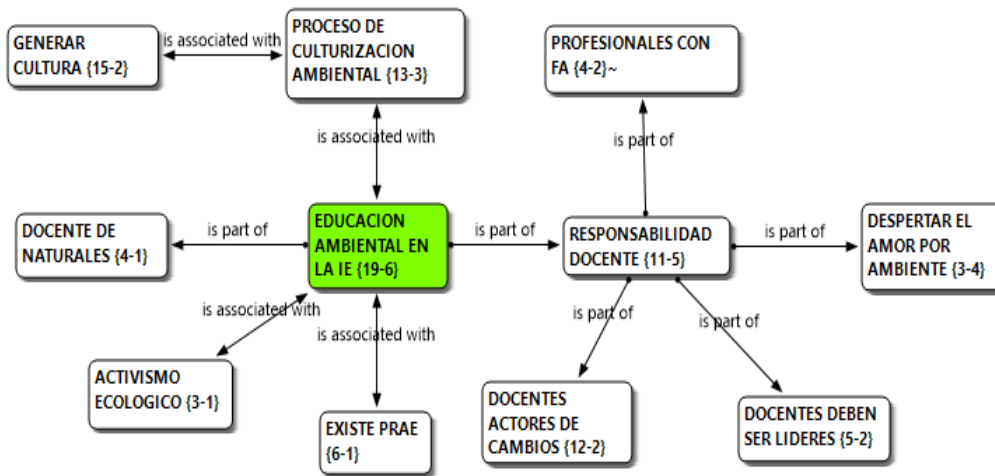 GENERAR
CULTURA {15-2}
is associated with
PROCESO DE
CULTURIZACION
AMBIENTAL {13-3}
PROFESIONALES CON
FA {4-2}~
is associated with
is part of
DOCENTE DE
NATURALES {4-1}
is part of
EDUCACION
AMBIENTAL EN
LA IE {19-6}
is part of
RESPONSABILIDAD
DOCENTE {11-5}
is part of
DESPERTAR EL
AMOR POR
AMBIENTE {3-4}
is associated with
is associated with
is part of
is part of
ACTIVISMO
ECOLOGICO {3-1}
EXISTE PRAE
{6-1}
DOCENTES
ACTORES DE
CAMBIOS {12-2}
DOCENTES DEBEN
SER LIDERES {5-2}